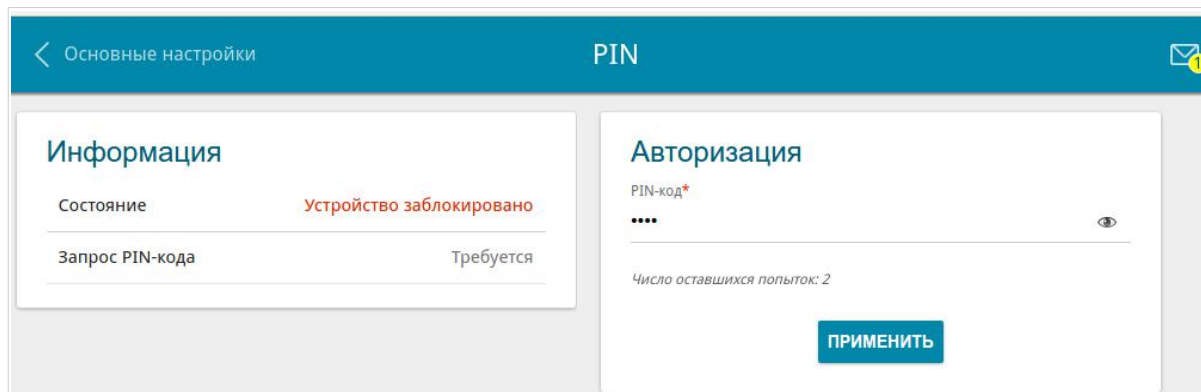 Основные настройки
PIN
1
Информация
Состояние Устройство заблокировано
Запрос PIN-кода Требуется
Авторизация
PIN-код*
••••
Число оставшихся попыток: 2
ПРИМЕНИТЬ